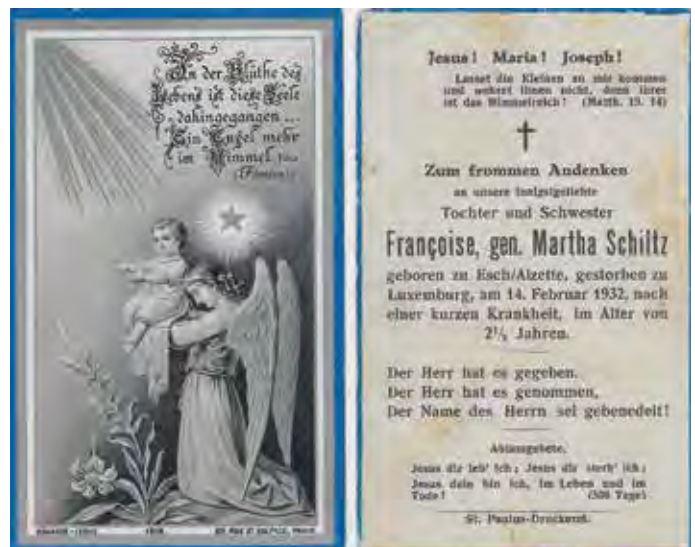 In der Blüthe des
Lebens ist diese Seele
dahingegangen ...
Ein Engel mehr
im Himmel
Jesus! Maria! Joseph!
Lasset die Kleinen zu mir kommen
und wehret ihnen nicht, denn ihrer
ist das Himmelreich! (Matth. 19. 14)
Zum frommen Andenken
an unsere innigstgeliebte
Tochter und Schwester
Françoise, gen. Martha Schiltz
geboren zu Esch/Alzette, gestorben zu
Luxemburg, am 14. Februar 1932, nach
einer kurzen Krankheit, im Alter von
2½ Jahren.
Der Herr hat es gegeben.
Der Herr hat es genommen,
Der Name des Herrn sei gebenedeit!
Ablassgebete.
Jesus dir leb' ich; Jesus dir sterb' ich;
Jesus dein bin ich, im Leben und im
Tode! (300 Tage)
St. Paulus-Druckerei.